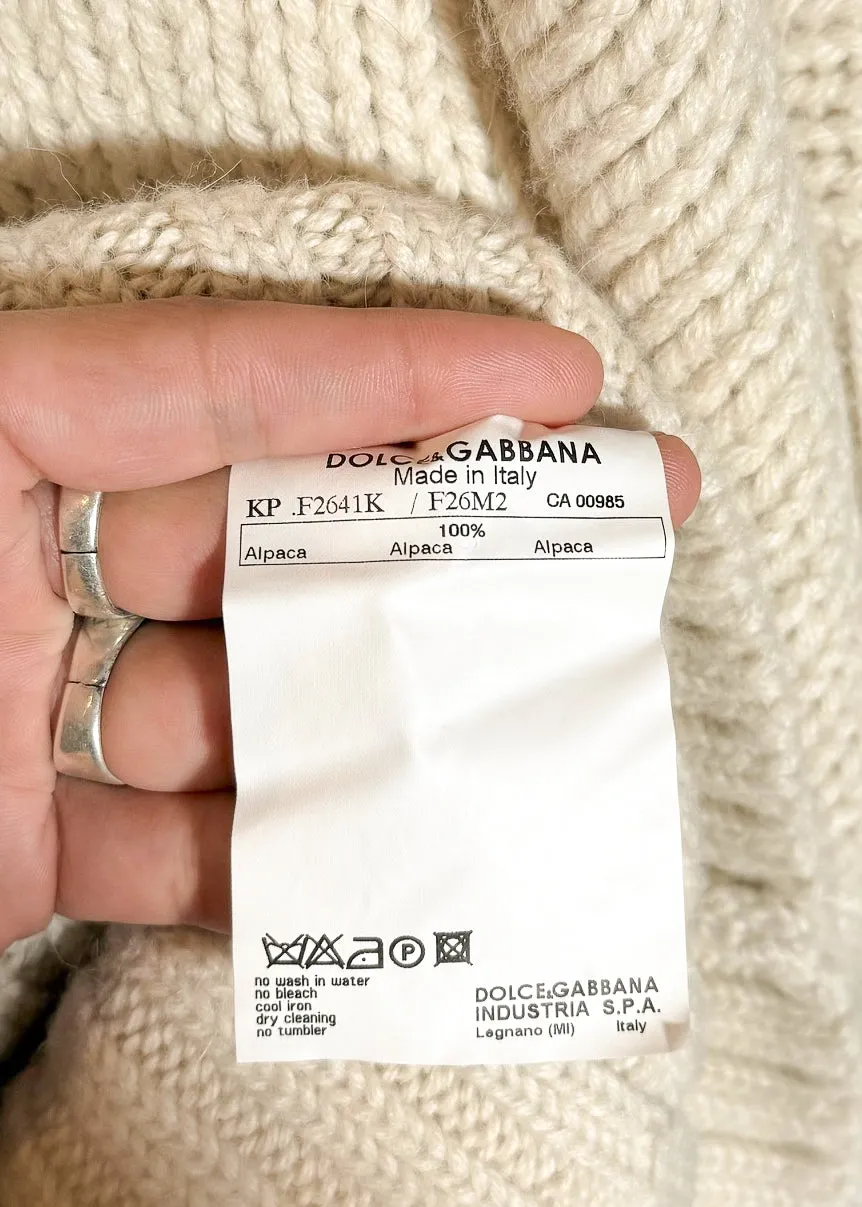 DOLCE&GABBANA
Made in Italy
KP .F2641K / F26M2 CA 00985
100%
Alpaca Alpaca Alpaca
P
no wash in water
no bleach
cool iron
dry cleaning
no tumbler
DOLCE&GABBANA
INDUSTRIA S.P.A.
Legnano (MI) Italy